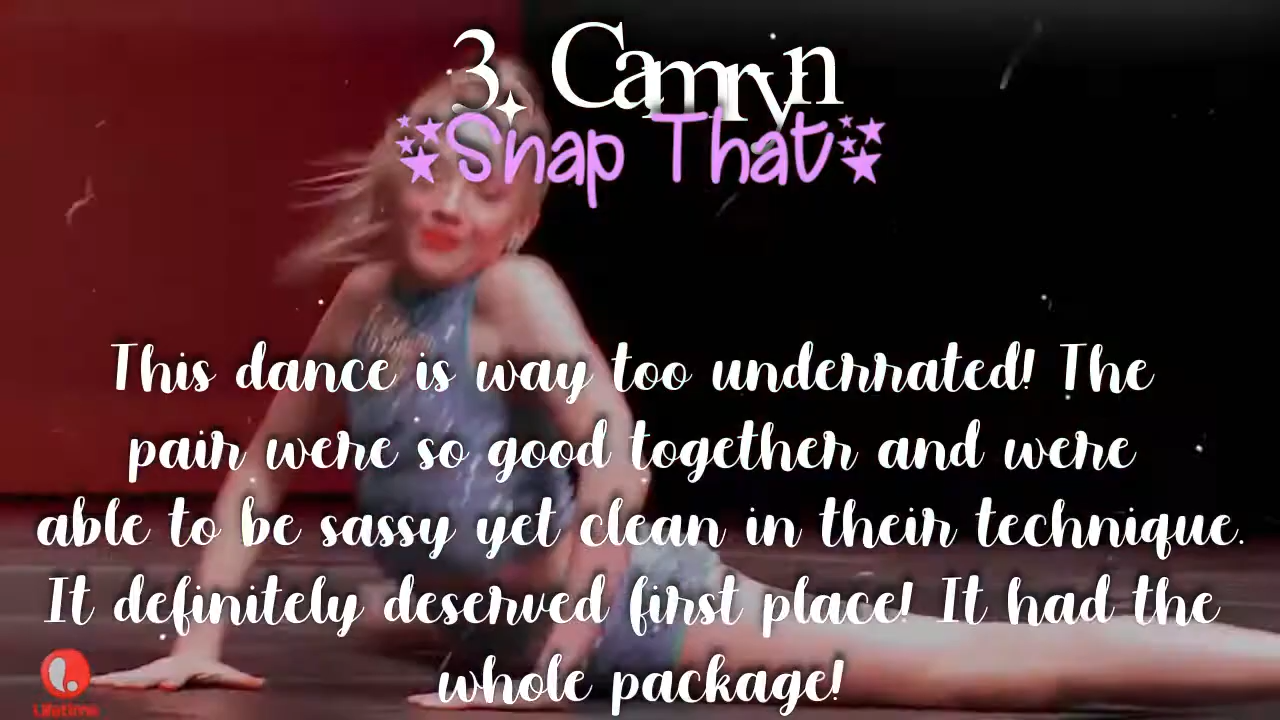 3. Camryn
Snap That
This dance is way too underrated! The
pair were so good together and were
able to be sassy yet clean in their technique.
It definitely deserved first place! It had the
whole package!
Lifetime